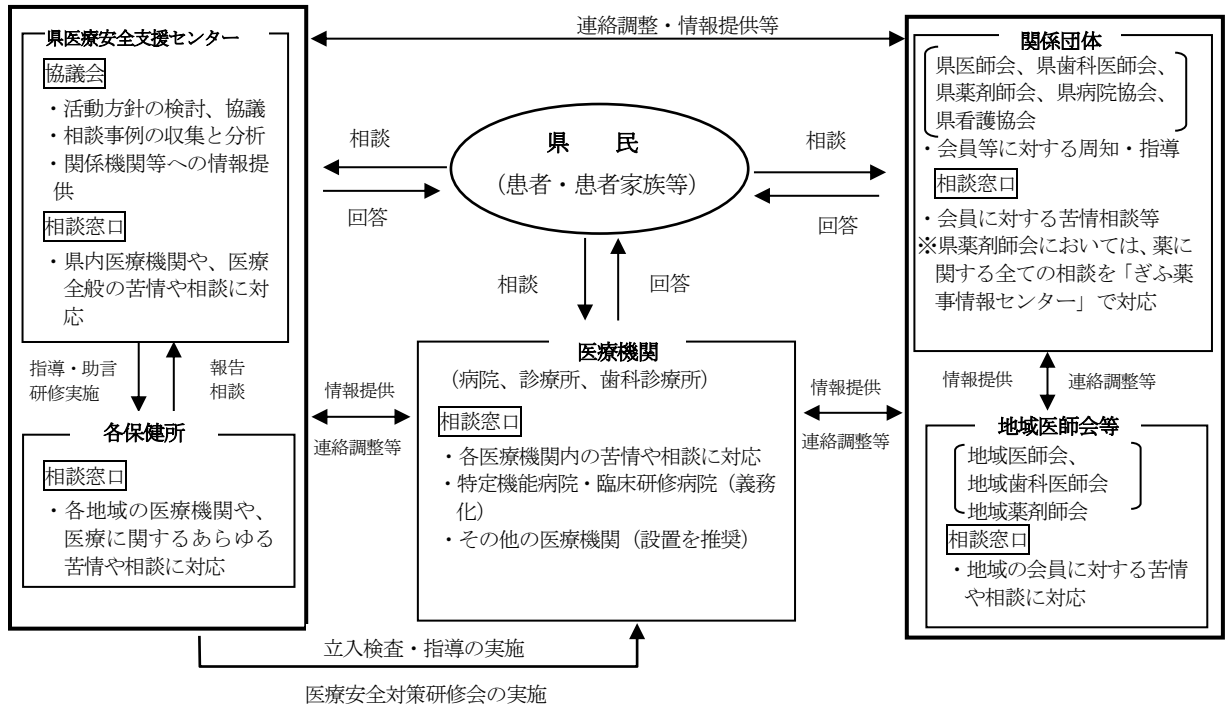 連絡調整・情報提供等
県医療安全支援センター
協議会
・活動方針の検討、協議
・相談事例の収集と分析
・関係機関等への情報提
供
相談窓口
・県内医療機関や、医療
全般の苦情や相談に対
応
指導・助言
研修実施
報告
相談
各保健所
相談窓口
・各地域の医療機関や、
医療に関するあらゆる
苦情や相談に対応
相談
回答
県　民
(患者・患者家族等)
相談
回答
相談
回答
医療機関
(病院、診療所、歯科診療所)
相談窓口
・各医療機関内の苦情や相談に対応
・特定機能病院・臨床研修病院（義務
化）
・その他の医療機関（設置を推奨）
情報提供
連絡調整等
情報提供
連絡調整等
関係団体
県医師会、県歯科医師会、
県薬剤師会、県病院協会、
県看護協会
・会員等に対する周知・指導
相談窓口
・会員に対する苦情相談等
※県薬剤師会においては、薬に
関する全ての相談を「ぎふ薬
事情報センター」で対応
情報提供
連絡調整等
地域医師会等
地域医師会、
地域歯科医師会
地域薬剤師会
相談窓口
・地域の会員に対する苦情
や相談に対応
立入検査・指導の実施
医療安全対策研修会の実施